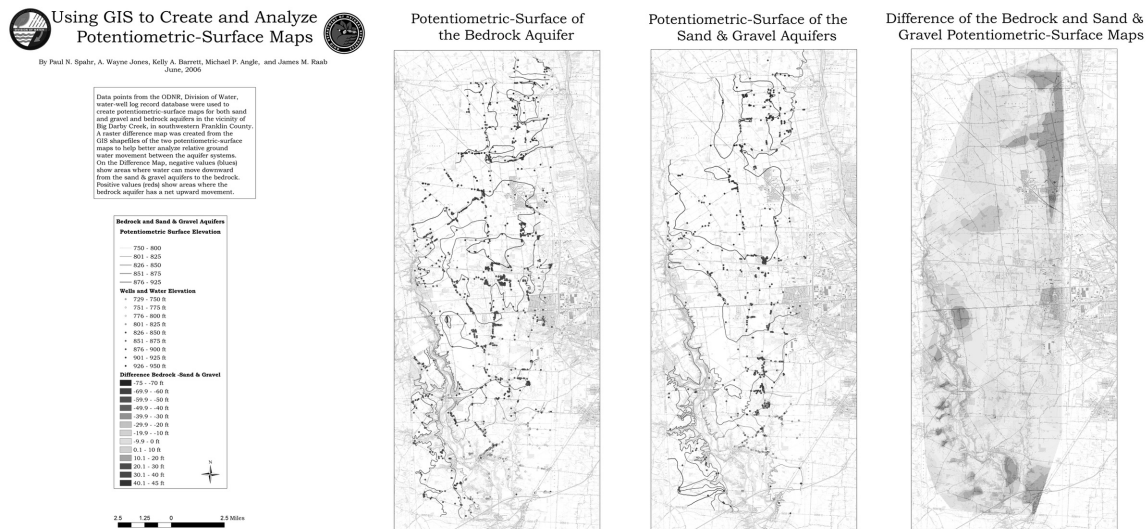 Using GIS to Create and Analyze
Potentiometric-Surface Maps
By Paul N. Spahr, A. Wayne Jones, Kelly A. Barrett, Michael P. Angle, and James M. Raab
June, 2006
Data points from the ODNR, Division of Water,
water-well log record database were used to
create potentiometric-surface maps for both sand
and gravel and bedrock aquifers in the vicinity of
Big Darby Creek, in southwestern Franklin County.
A raster difference map was created from the
GIS shapefiles of the two potentiometric-surface
maps to help better analyze relative ground
water movement between the aquifer systems.
On the Difference Map, negative values (blues)
show areas where water can move downward
from the sand & gravel aquifers to the bedrock.
Positive values (reds) show areas where the
bedrock aquifer has a net upward movement.
Bedrock and Sand & Gravel Aquifers
Potentiometric Surface Elevation
750 - 800
801 - 825
826 - 850
851 - 875
876 - 925
Wells and Water Elevation
729 - 750 ft
751 - 775 ft
776 - 800 ft
801 - 825 ft
826 - 850 ft
851 - 875 ft
876 - 900 ft
901 - 925 ft
926 - 950 ft
Difference Bedrock -Sand & Gravel
-75 - -70 ft
-69.9 - -60 ft
-59.9 - -50 ft
-49.9 - -40 ft
-39.9 - -30 ft
-29.9 - -20 ft
-19.9 - -10 ft
-9.9 - 0 ft
0.1 - 10 ft
10.1 - 20 ft
20.1 - 30 ft
30.1 - 40 ft
40.1 - 45 ft
N
2.5 1.25 0 2.5 Miles
Potentiometric-Surface of
the Bedrock Aquifer
Potentiometric-Surface of the
Sand & Gravel Aquifers
Difference of the Bedrock and Sand &
Gravel Potentiometric-Surface Maps